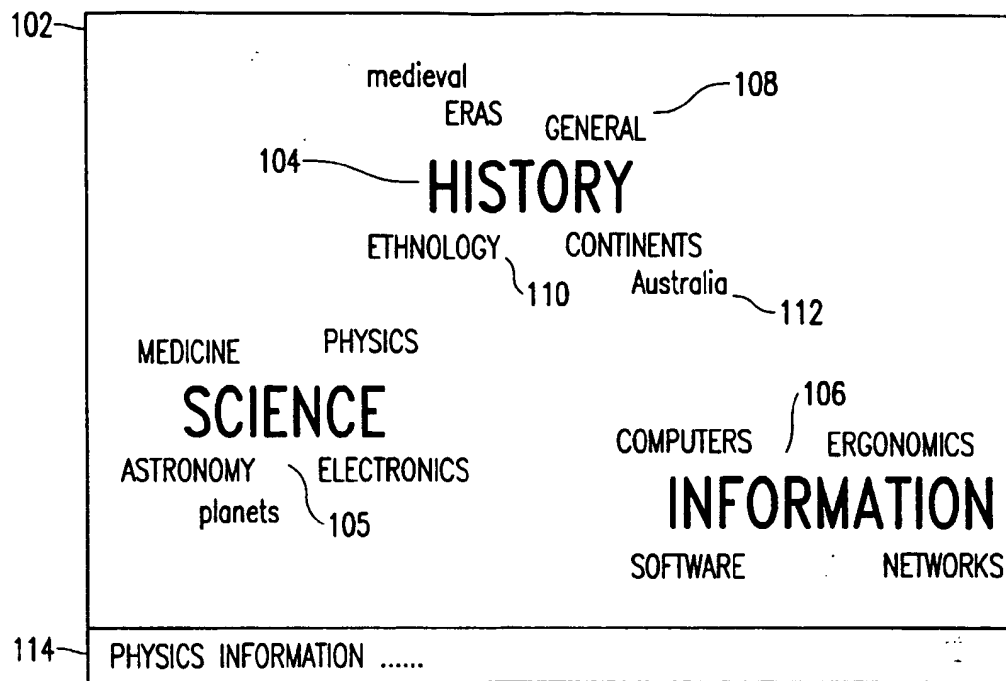 102
medieval
ERAS
GENERAL
108
104
HISTORY
ETHNOLOGY
CONTINENTS
110
Australia
112
MEDICINE
PHYSICS
SCIENCE
106
COMPUTERS
ERGONOMICS
ASTRONOMY
ELECTRONICS
planets
105
INFORMATION
SOFTWARE
NETWORKS
114
PHYSICS INFORMATION ......